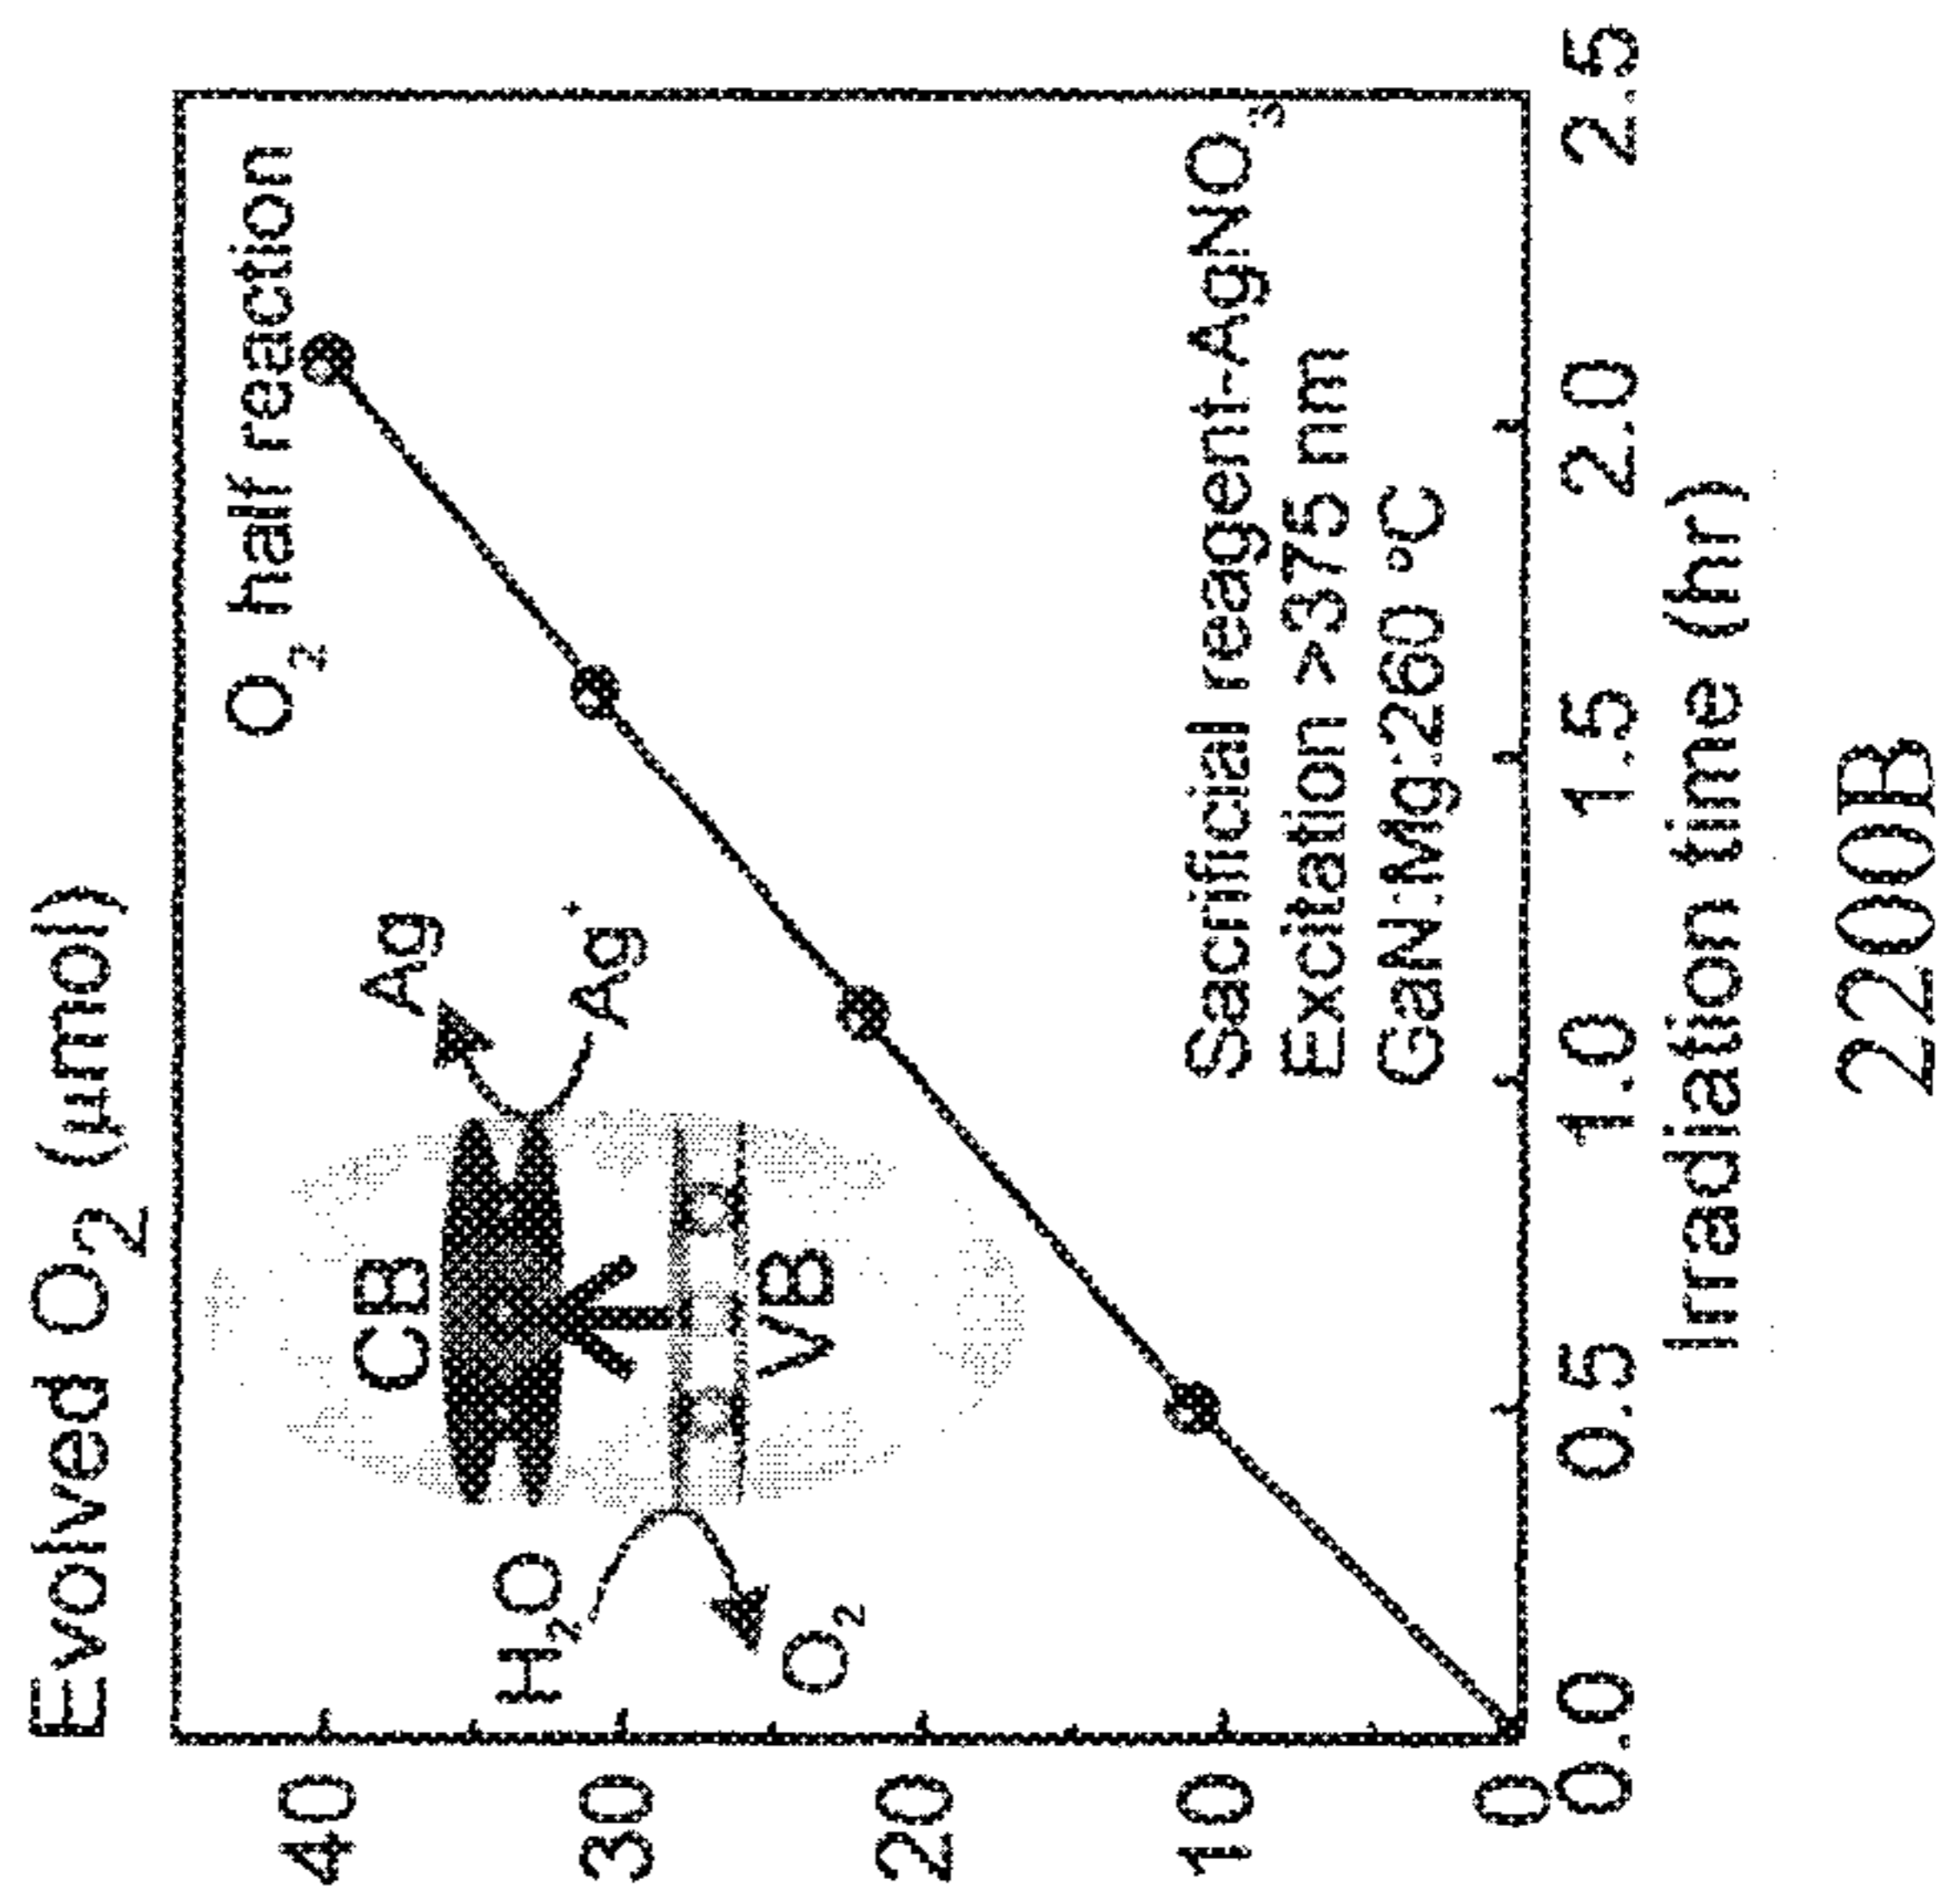 Evolved O2 (µmol)
O2 half reaction
40
30
20
10
0
CB
VB
Ag
Ag+
H2O
O2
Sacrificial reagent-AgNO3
Excitation >375 nm
GaN:Mg:260 °C
0.0 0.5 1.0 1.5 2.0 2.5
Irradiation time (hr)
2200B